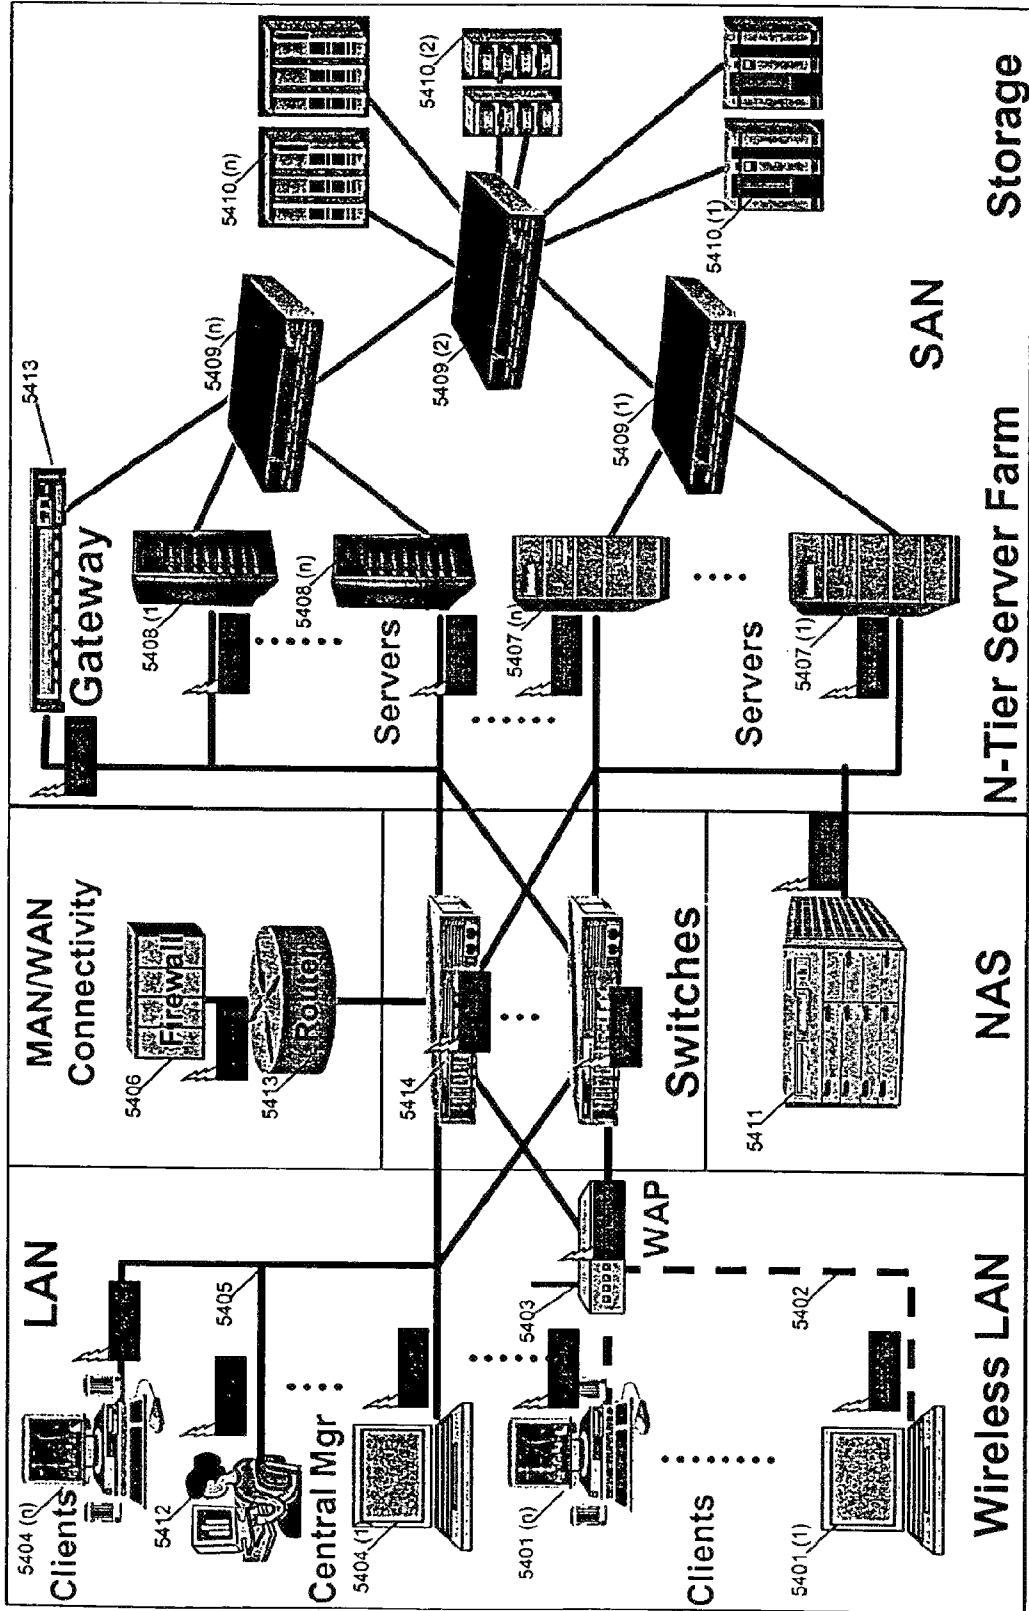 LAN
5404 (n)
Clients
5412
5405
Central Mgr
5404 (1)
5403
WAP
5401 (n)
Clients
5402
5401 (1)
Wireless LAN
MAN/WAN
Connectivity
5406
Firewall
5413
Router
5414
Switches
5411
NAS
5413
Gateway
5408 (1)
5408 (n)
Servers
5407 (n)
Servers
5407 (1)
N-Tier Server Farm
5409 (n)
5409 (2)
5409 (1)
SAN
5410 (n)
5410 (2)
5410 (1)
Storage